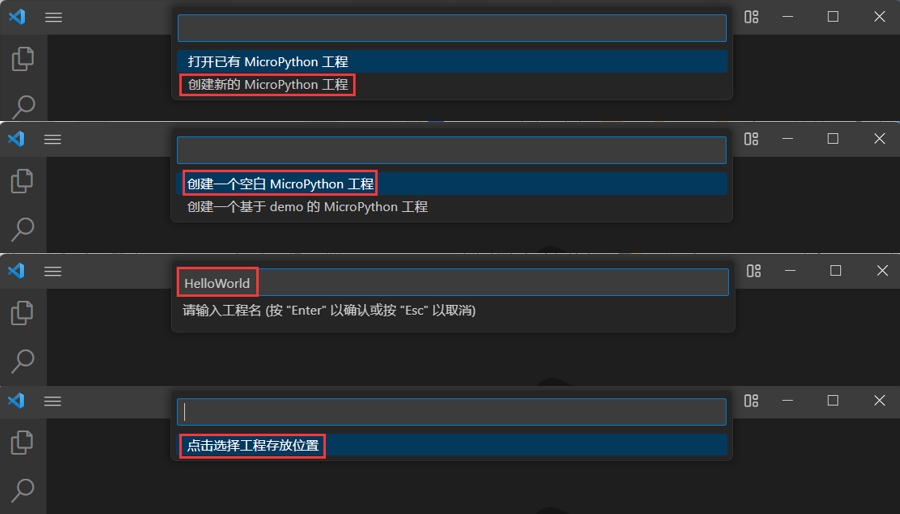 打开已有 MicroPython 工程
创建新的 MicroPython 工程
创建一个空白 MicroPython 工程
创建一个基于 demo 的 MicroPython 工程
HelloWorld
请输入工程名 (按 "Enter" 以确认或按 "Esc" 以取消)
点击选择工程存放位置